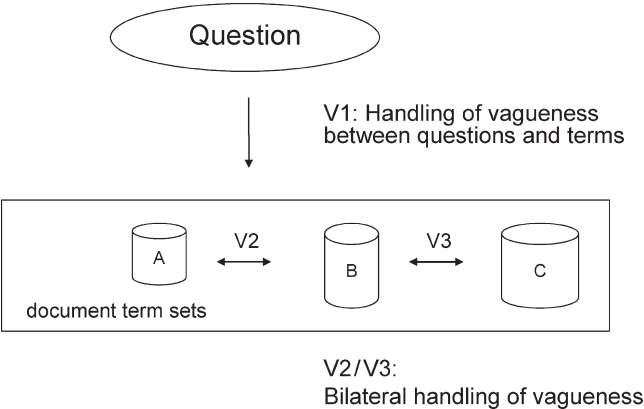 Question
V1: Handling of vagueness
between questions and terms
V2
V3
A
B
C
document term sets
V2/V3:
Bilateral handling of vagueness